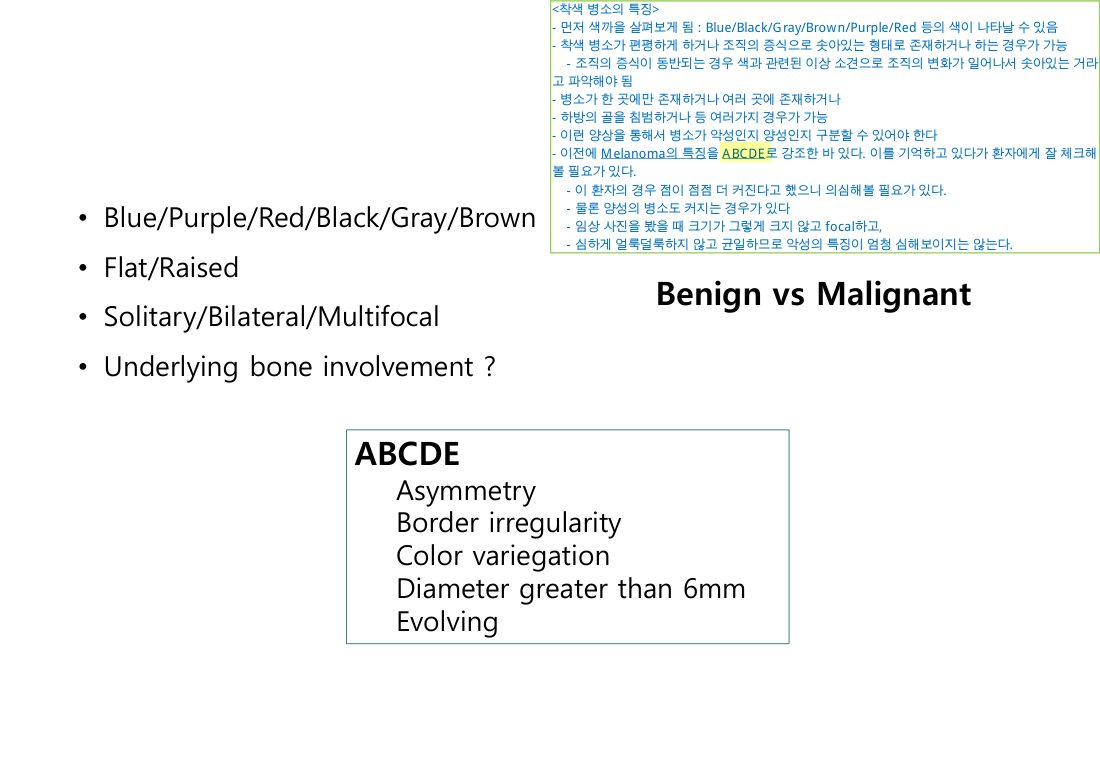 <착색 병소의 특징>
- 먼저 색까을 살펴보게 됨 : Blue/Black/Gray/Brown/Purple/Red 등의 색이 나타날 수 있음
- 착색 병소가 편평하게 하거나 조직의 증식으로 솟아있는 형태로 존재하거나 하는 경우가 가능
- 조직의 증식이 동반되는 경우 색과 관련된 이상 소견으로 조직의 변화가 일어나서 솟아있는 거라
고 파악해야 됨
- 병소가 한 곳에만 존재하거나 여러 곳에 존재하거나
- 하방의 골을 침범하거나 등 여러가지 경우가 가능
- 이런 양상을 통해서 병소가 악성인지 양성인지 구분할 수 있어야 한다
- 이전에 Melanoma의 특징을 ABCDE로 강조한 바 있다. 이를 기억하고 있다가 환자에게 잘 체크해
볼 필요가 있다.
- 이 환자의 경우 점이 점점 더 커진다고 했으니 의심해볼 필요가 있다.
- 물론 양성의 병소도 커지는 경우가 있다
- 임상 사진을 봤을 때 크기가 그렇게 크지 않고 focal하고,
- 심하게 얼룩덜룩하지 않고 균일하므로 악성의 특징이 엄청 심해보이지는 않는다.
• Blue/Purple/Red/Black/Gray/Brown
• Flat/Raised
• Solitary/Bilateral/Multifocal
• Underlying bone involvement ?
Benign vs Malignant
ABCDE
Asymmetry
Border irregularity
Color variegation
Diameter greater than 6mm
Evolving